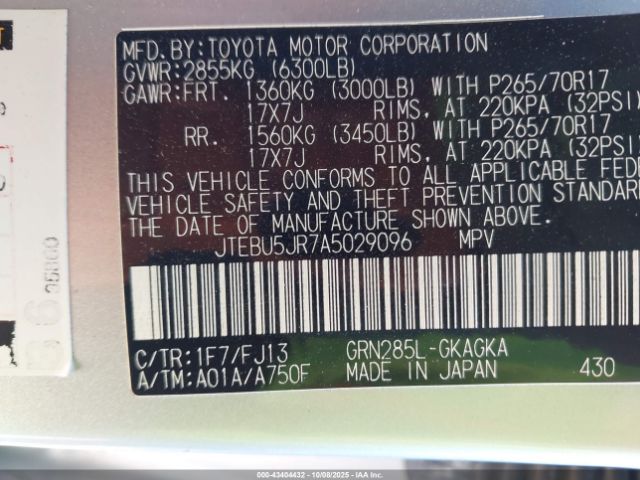 MFD. BY: TOYOTA MOTOR CORPORATION
GVWR: 2855KG (6300LB)
GAWR: FRT. 1360KG (3000LB) WITH P265/70R17
17X7J RIMS, AT 220KPA (32PSI)
RR. 1560KG (3450LB) WITH P265/70R17
17X7J RIMS, AT 220KPA (32PSI)
THIS VEHICLE CONFORMS TO ALL APPLICABLE FEDE
VEHICLE SAFETY AND THEFT PREVENTION STANDAR
DATE OF MANUFACTURE SHOWN ABOVE.
JTEBU5JR7A5029096 MPV
C/TR: 1F7/FJ13 GRN285L-GKAGKA
A/TM: A01A/A750F MADE IN JAPAN 430
000-43404432 - 10/08/2025 - IAA Inc.